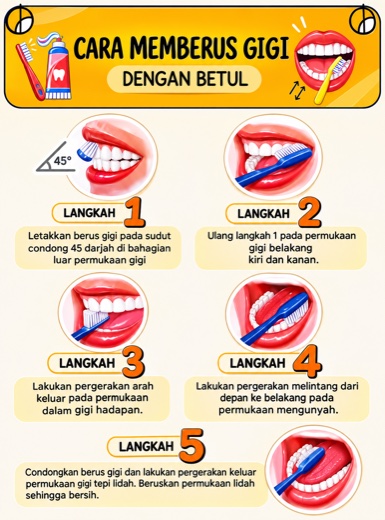 CARA MEMBERUS GIGI
DENGAN BETUL
45°
LANGKAH 1
Letakkan berus gigi pada sudut
condong 45 darjah di bahagian
luar permukaan gigi
LANGKAH 2
Ulang langkah 1 pada permukaan
gigi belakang
kiri dan kanan.
LANGKAH 3
Lakukan pergerakan arah
keluar pada permukaan
dalam gigi hadapan.
LANGKAH 4
Lakukan pergerakan melintang dari
depan ke belakang pada
permukaan mengunyah.
LANGKAH 5
Condongkan berus gigi dan lakukan pergerakan keluar
permukaan gigi tepi lidah. Beruskan permukaan lidah
sehingga bersih.